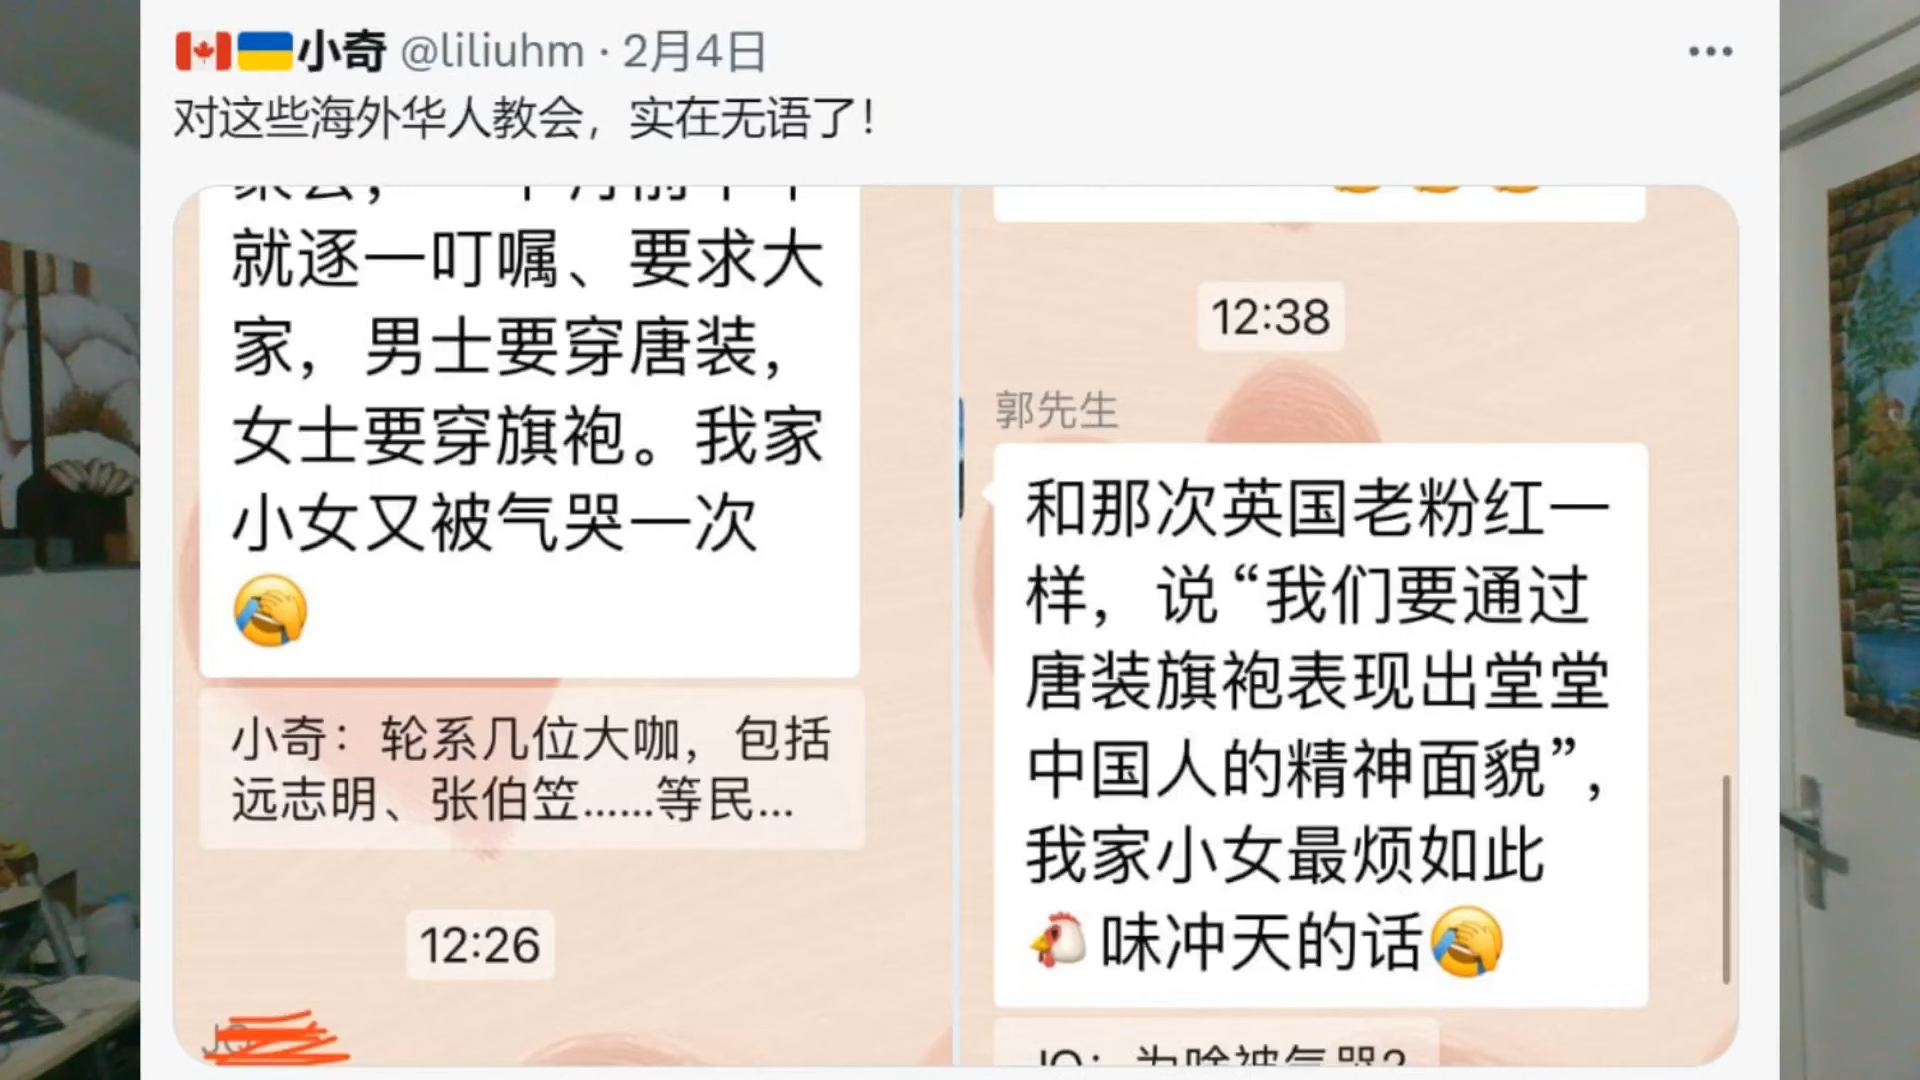 小奇 @liliuhm · 2月4日
对这些海外华人教会，实在无语了！
就逐一叮嘱、要求大
家，男士要穿唐装，
女士要穿旗袍。我家
小女又被气哭一次
小奇：轮系几位大咖，包括
远志明、张伯笠......等民...
12:26
12:38
郭先生
和那次英国老粉红一
样，说“我们要通过
唐装旗袍表现出堂堂
中国人的精神面貌”，
我家小女最烦如此
味冲天的话
JQ：为啥被气哭？